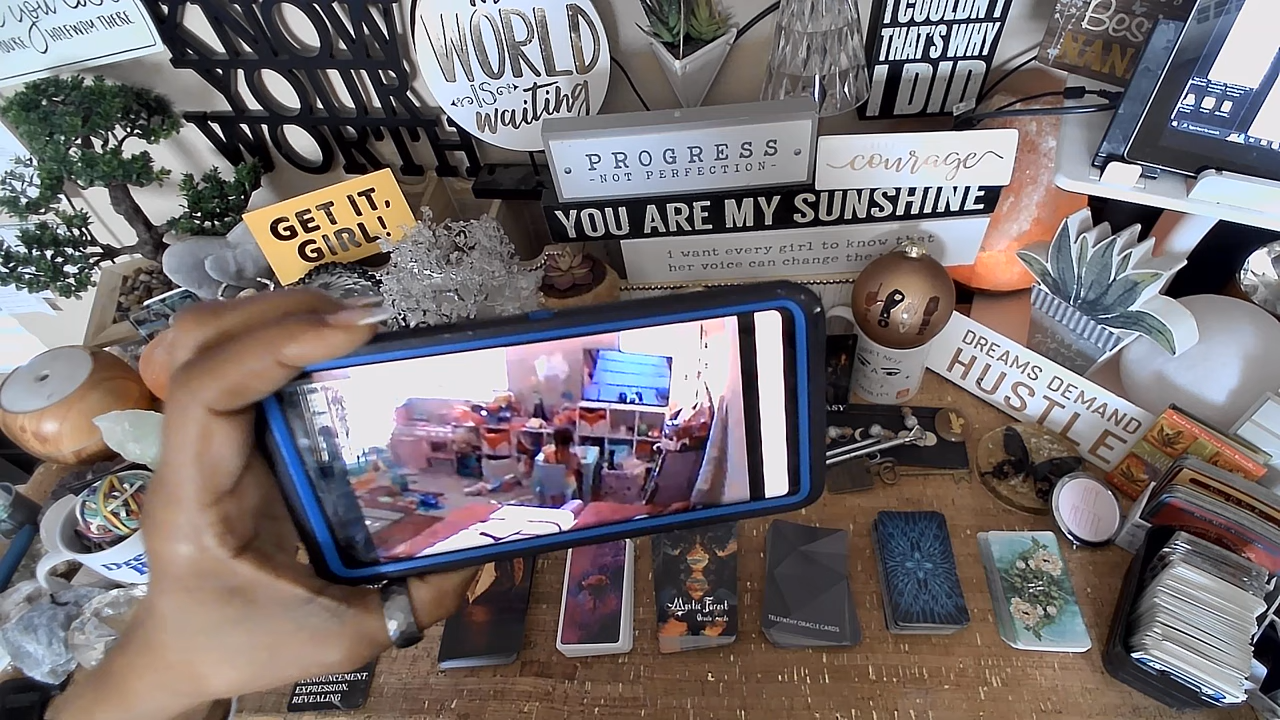 KNOW
YOUR
WORTH
WORLD
IS
waiting
I COULDN'T
THAT'S WHY
I DID
GET IT,
GIRL!
PROGRESS
-NOT PERFECTION-
courage
YOU ARE MY SUNSHINE
i want every girl to know that
her voice can change the
DREAMS DEMAND
HUSTLE
Mystic Forest
Oracle Cards
TELEPATHY ORACLE CARDS
ANNOUNCEMENT.
EXPRESSION.
REVEALING